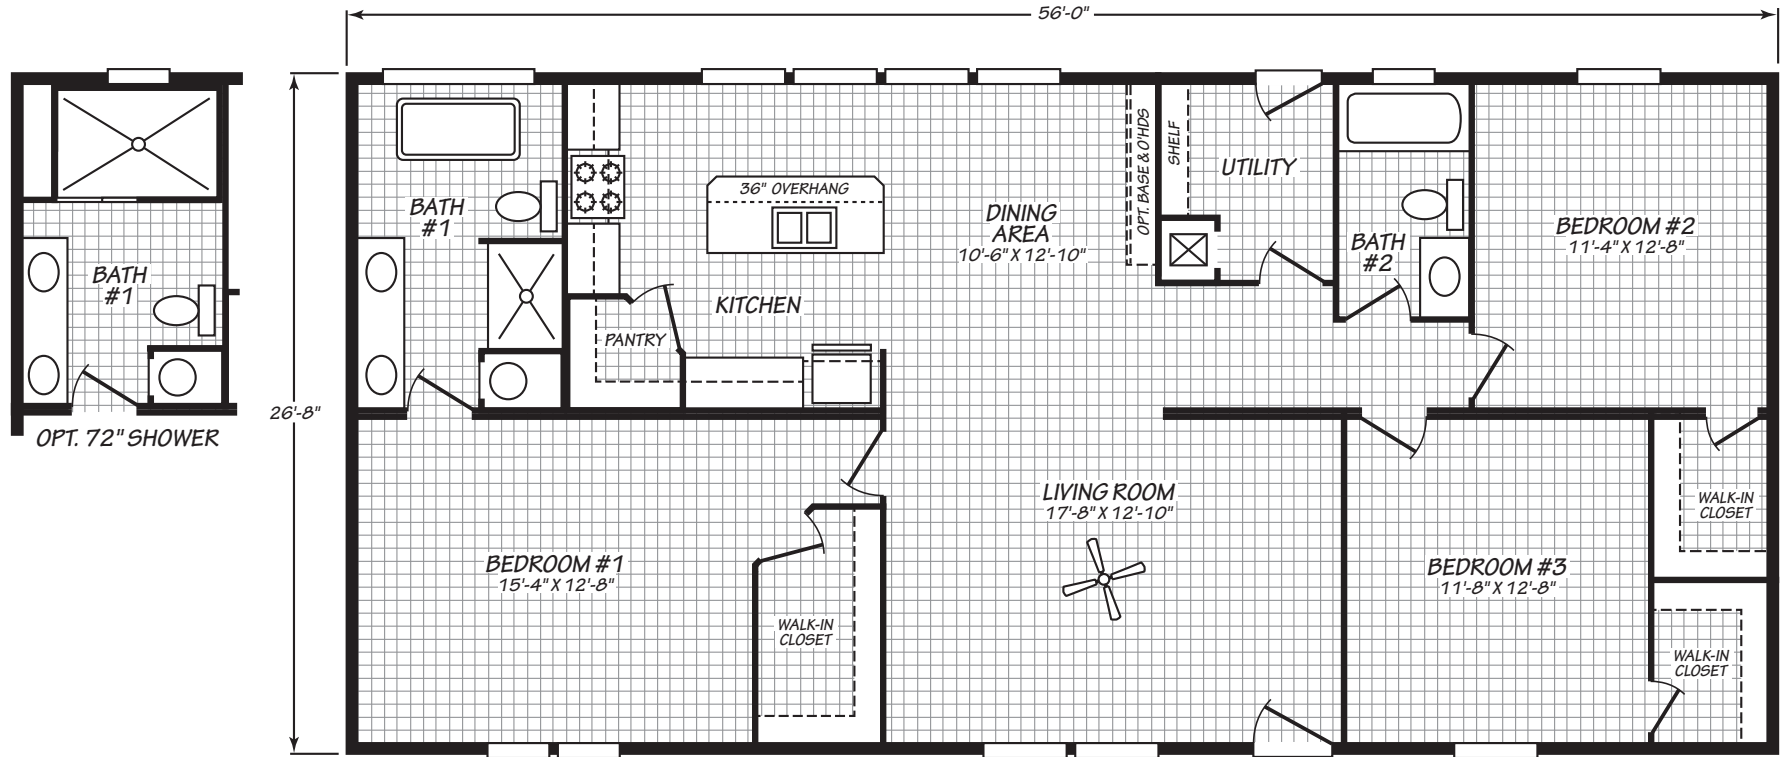 56'-0"
26'-8"
BATH
#1
OPT. 72" SHOWER
BATH
#1
36" OVERHANG
KITCHEN
PANTRY
DINING
AREA
10'-6" X 12'-10"
OPT. BASE & O'HDS
SHELF
UTILITY
BATH
#2
BEDROOM #2
11'-4" X 12'-8"
BEDROOM #1
15'-4" X 12'-8"
WALK-IN
CLOSET
LIVING ROOM
17'-8" X 12'-10"
BEDROOM #3
11'-8" X 12'-8"
WALK-IN
CLOSET
WALK-IN
CLOSET